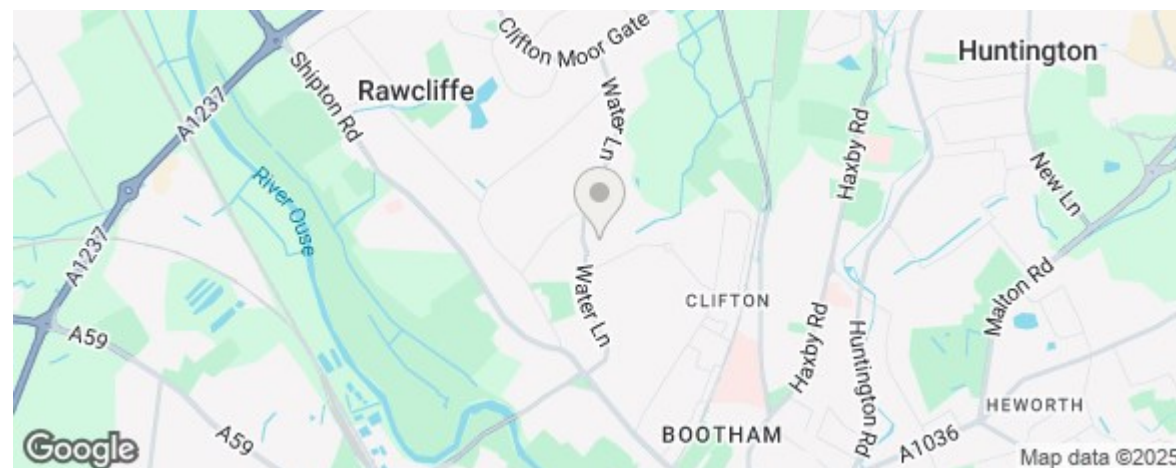 Clifton Moor Gate
Huntington
Shipton Rd
Rawcliffe
Water Ln
Haxby Rd
A1237
New Ln
River Ouse
A1237
Water Ln
CLIFTON
Malton Rd
A59
Haxby Rd
Huntington Rd
HEWORTH
A59
BOOTHAM
A1036
Google
Map data ©2025